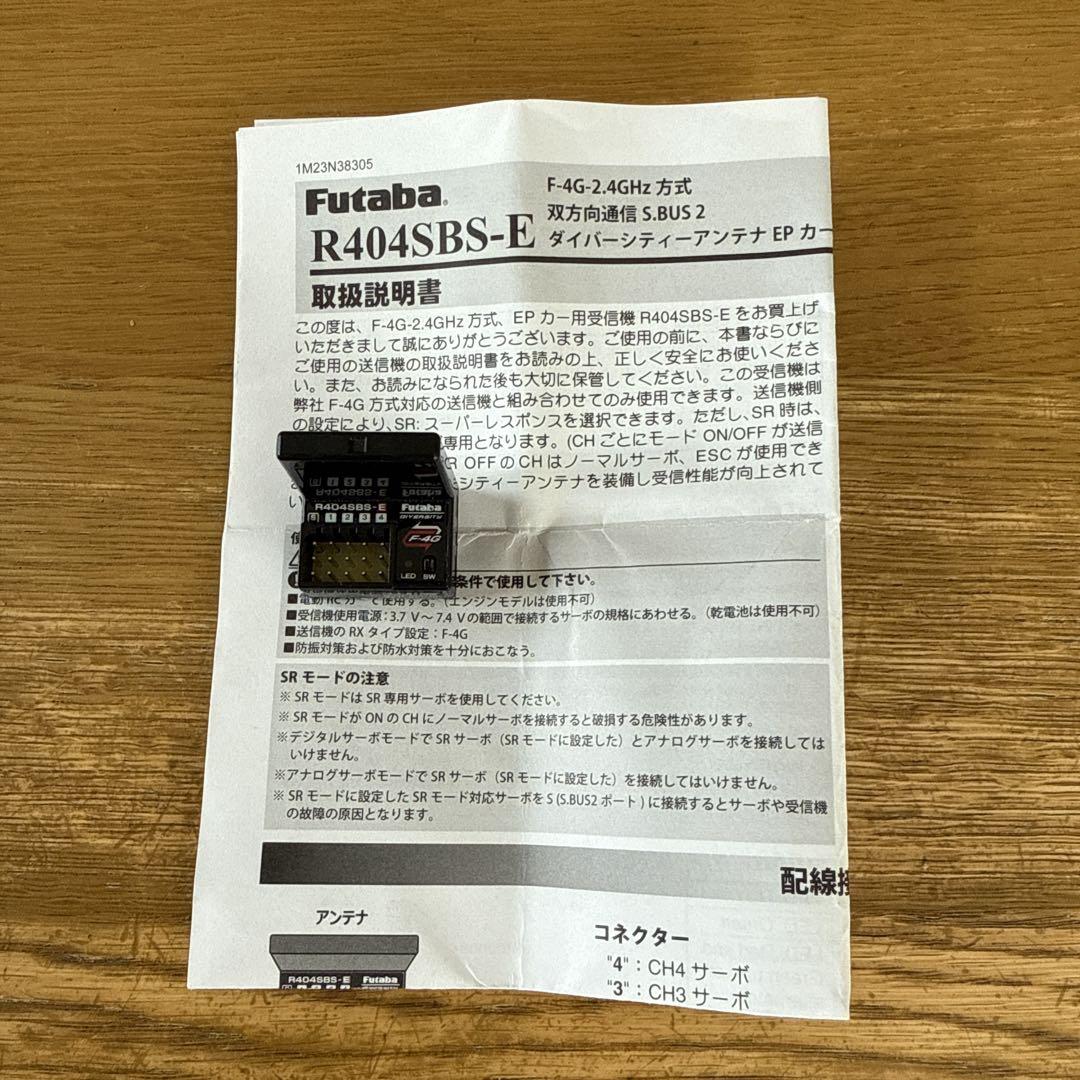 1M23N38305
Futaba®
F-4G-2.4GHz 方式
双方向通信 S.BUS 2
R404SBS-E
ダイバーシティーアンテナ EP カー
取扱説明書
この度は、F-4G-2.4GHz 方式、EP カー用受信機 R404SBS-E をお買上げ
いただきまして誠にありがとうございます。ご使用の前に、本書ならびに
ご使用の送信機の取扱説明書をお読みの上、正しく安全にお使いくださ
い。また、お読みになられた後も大切に保管してください。この受信機は
弊社 F-4G 方式対応の送信機と組み合わせてのみ使用できます。送信機側
の設定により、SR: スーパーレスポンスを選択できます。ただし、SR 時は、
専用となります。(CH ごとにモード ON/OFF が送信
OFF の CH はノーマルサーボ、ESC が使用でき
シティーアンテナを装備し受信性能が向上されて
い
R404SBS-E Futaba
S 1 2 3 4 DIVERSITY
F-4G
LED SW
条件で使用して下さい。
■電動 RC カーで使用する。(エンジンモデルは使用不可)
■受信機使用電源：3.7 V～7.4 V の範囲で接続するサーボの規格にあわせる。(乾電池は使用不可)
■送信機の RX タイプ設定：F-4G
■防振対策および防水対策を十分におこなう。
SR モードの注意
※ SR モードは SR 専用サーボを使用してください。
※ SR モードが ON の CH にノーマルサーボを接続すると破損する危険性があります。
※デジタルサーボモードで SR サーボ（SR モードに設定した）とアナログサーボを接続しては
いけません。
※アナログサーボモードで SR サーボ（SR モードに設定した）を接続してはいけません。
※ SR モードに設定した SR モード対応サーボを S (S.BUS2 ポート ) に接続するとサーボや受信機
の故障の原因となります。
配線接
アンテナ
コネクター
"4"：CH4 サーボ
"3"：CH3 サーボ
R404SBS-E Futaba